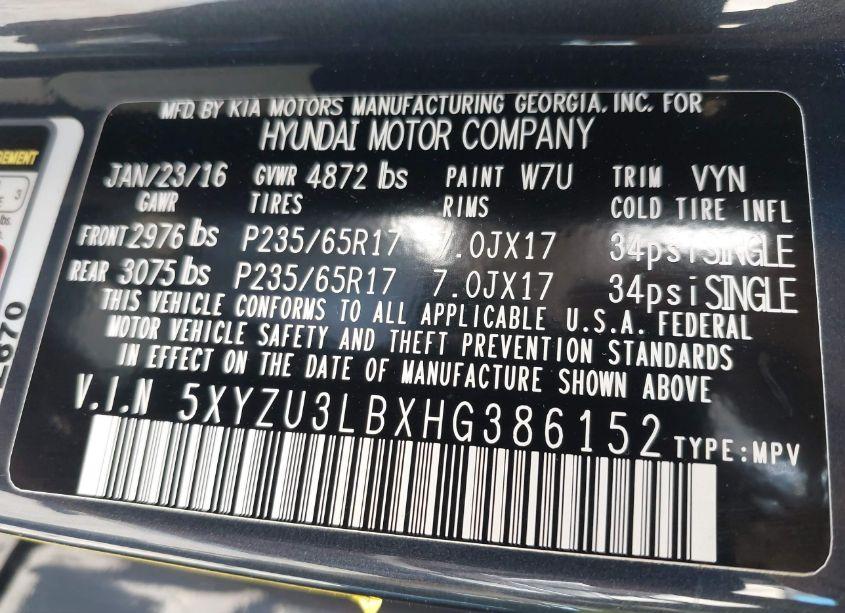 MFD. BY KIA MOTORS MANUFACTURING GEORGIA, INC. FOR
HYUNDAI MOTOR COMPANY
JAN/23/16 GVWR 4872 lbs PAINT W7U TRIM VYN
GAWR TIRES RIMS COLD TIRE INFL
FRONT 2976 lbs P235/65R17 7.0JX17 34psi SINGLE
REAR 3075 lbs P235/65R17 7.0JX17 34psi SINGLE
THIS VEHICLE CONFORMS TO ALL APPLICABLE U.S.A. FEDERAL
MOTOR VEHICLE SAFETY AND THEFT PREVENTION STANDARDS
IN EFFECT ON THE DATE OF MANUFACTURE SHOWN ABOVE
V.I.N 5XYZU3LBXHG386152 TYPE:MPV
3
lbs.
670